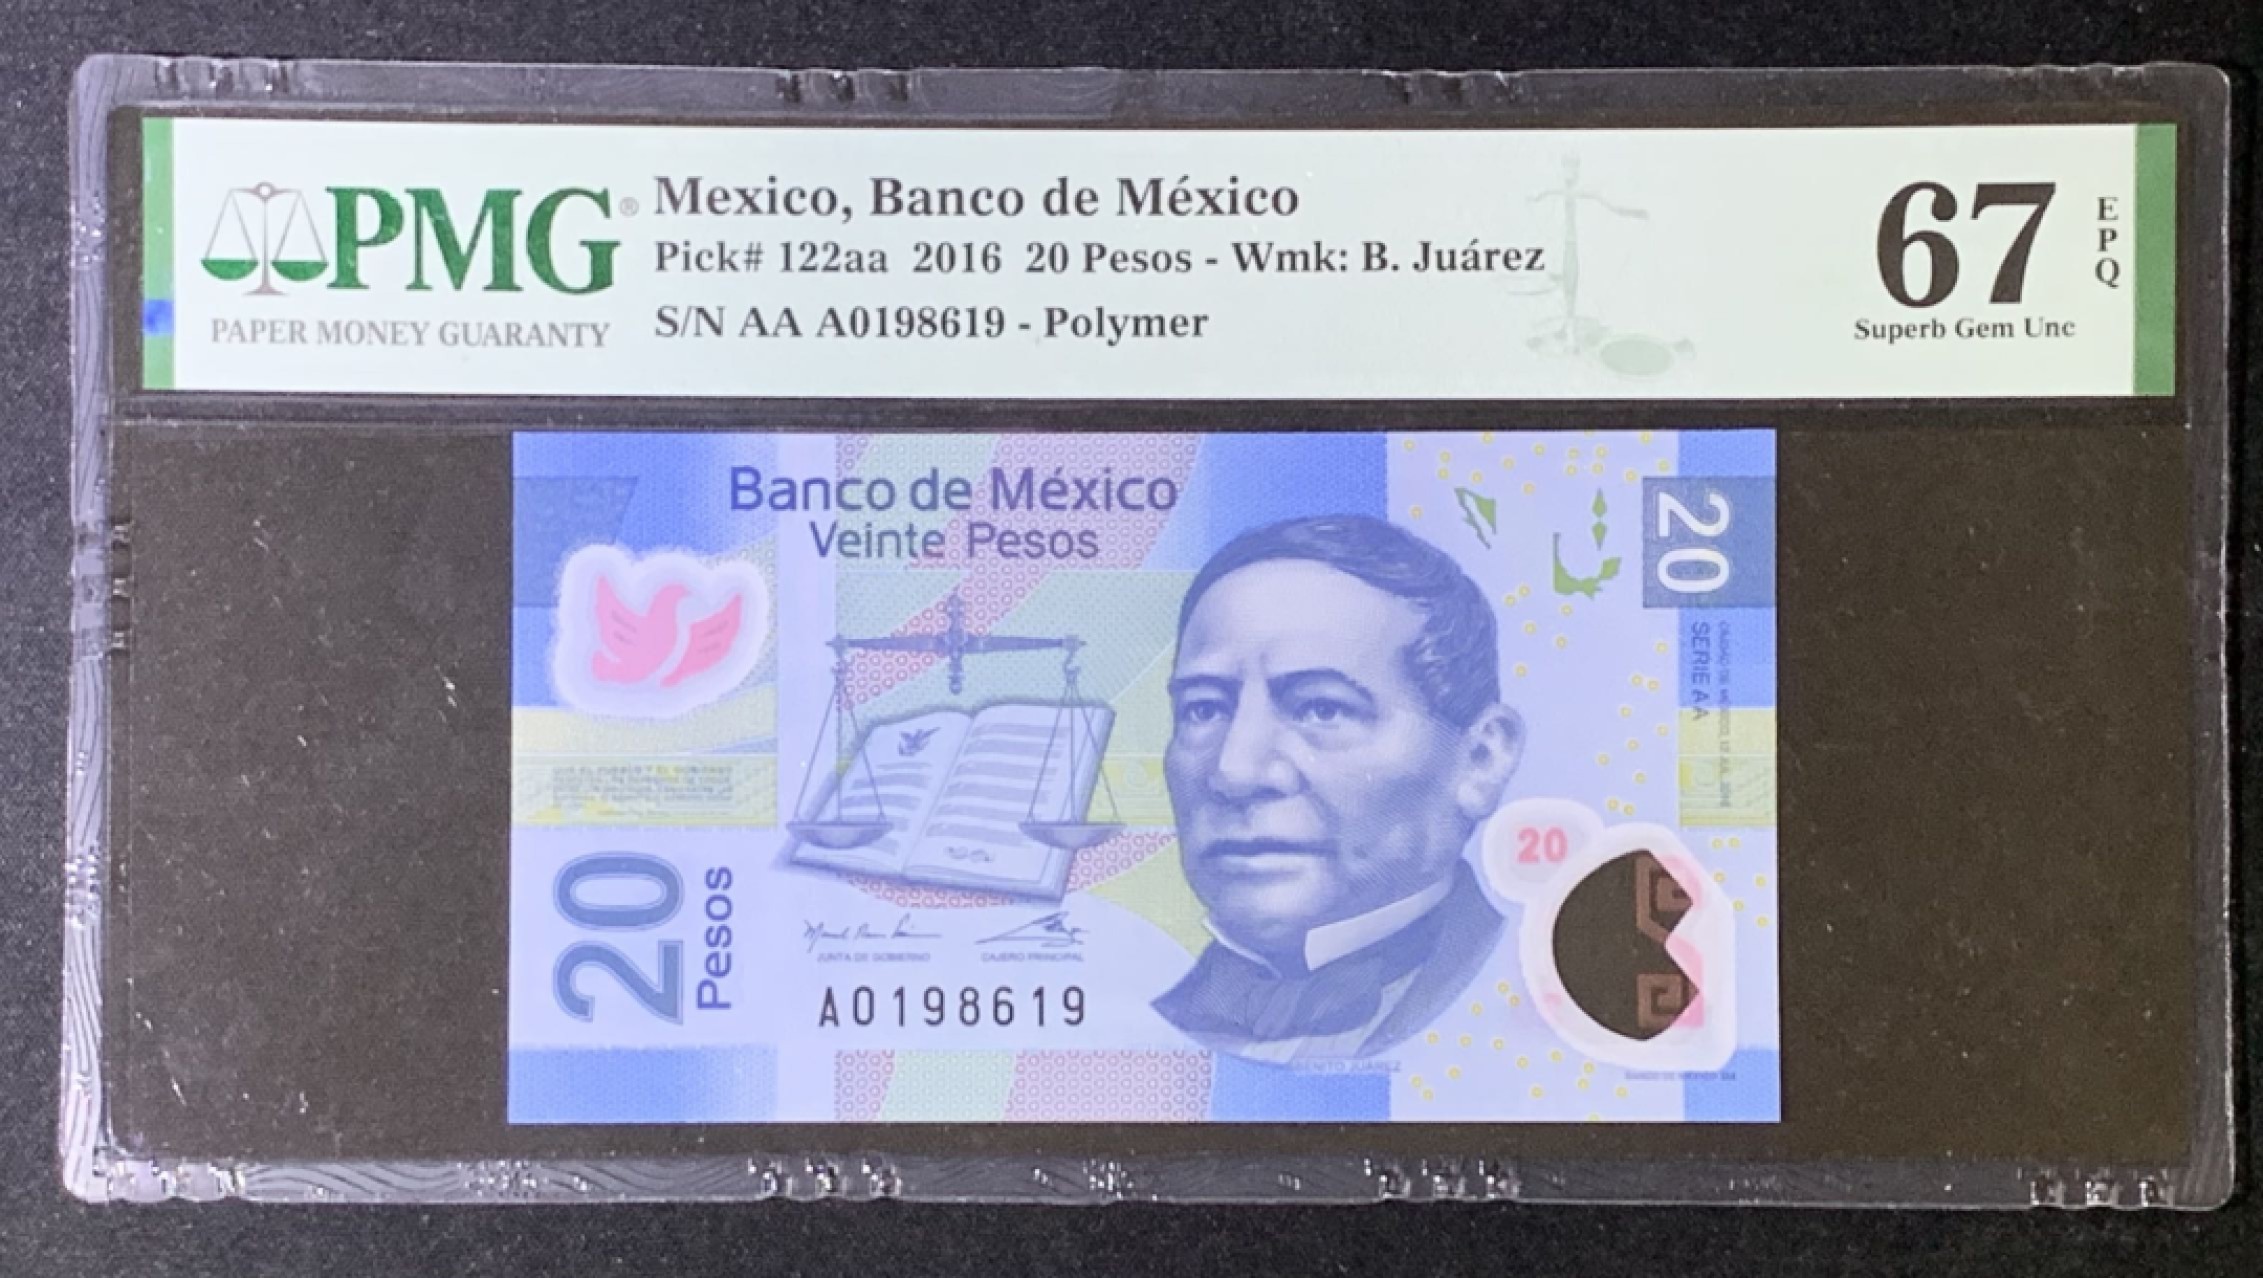 PMG®
PAPER MONEY GUARANTY
Mexico, Banco de México
Pick# 122aa 2016 20 Pesos - Wmk: B. Juárez
S/N AA A0198619 - Polymer
67
EPQ
Superb Gem Unc
Banco de México
Veinte Pesos
20
SERIE AA
20
20
Pesos
JUNTA DE GOBIERNO
CAJERO PRINCIPAL
A0198619
BENITO JUÁREZ